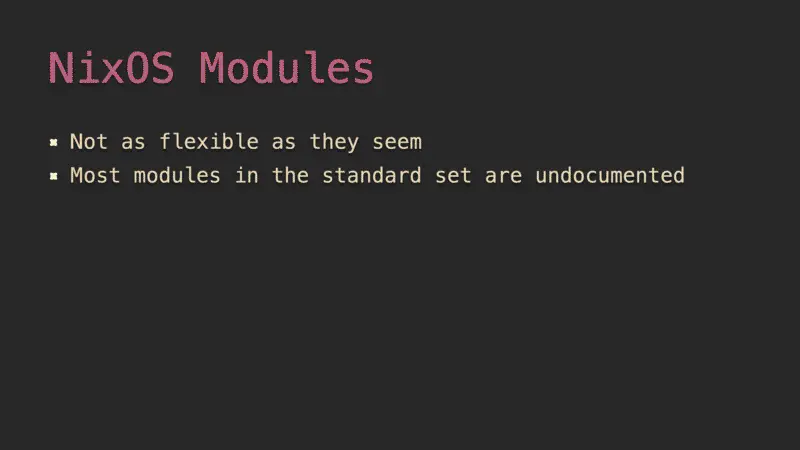 NixOS Modules
Not as flexible as they seem
Most modules in the standard set are undocumented